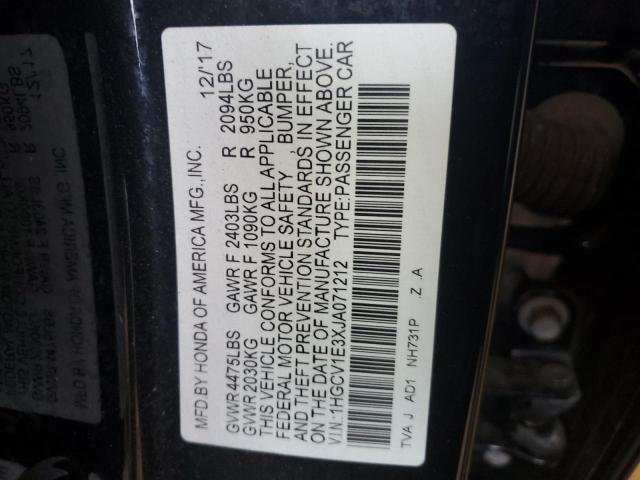 MFD.BY HONDA OF AMERICA MFG.,INC. 12/'17
GVWR 4475LBS GAWR F 2403LBS R 2094LBS
GVWR 2030KG GAWR F 1090KG R 950KG
THIS VEHICLE CONFORMS TO ALL APPLICABLE
FEDERAL MOTOR VEHICLE SAFETY BUMPER,
AND THEFT PREVENTION STANDARDS IN EFFECT
ON THE DATE OF MANUFACTURE SHOWN ABOVE.
V.I.N.:1HGCV1E3XJA071212 TYPE:PASSENGER CAR
TVA J AD1 NH731P .Z .A